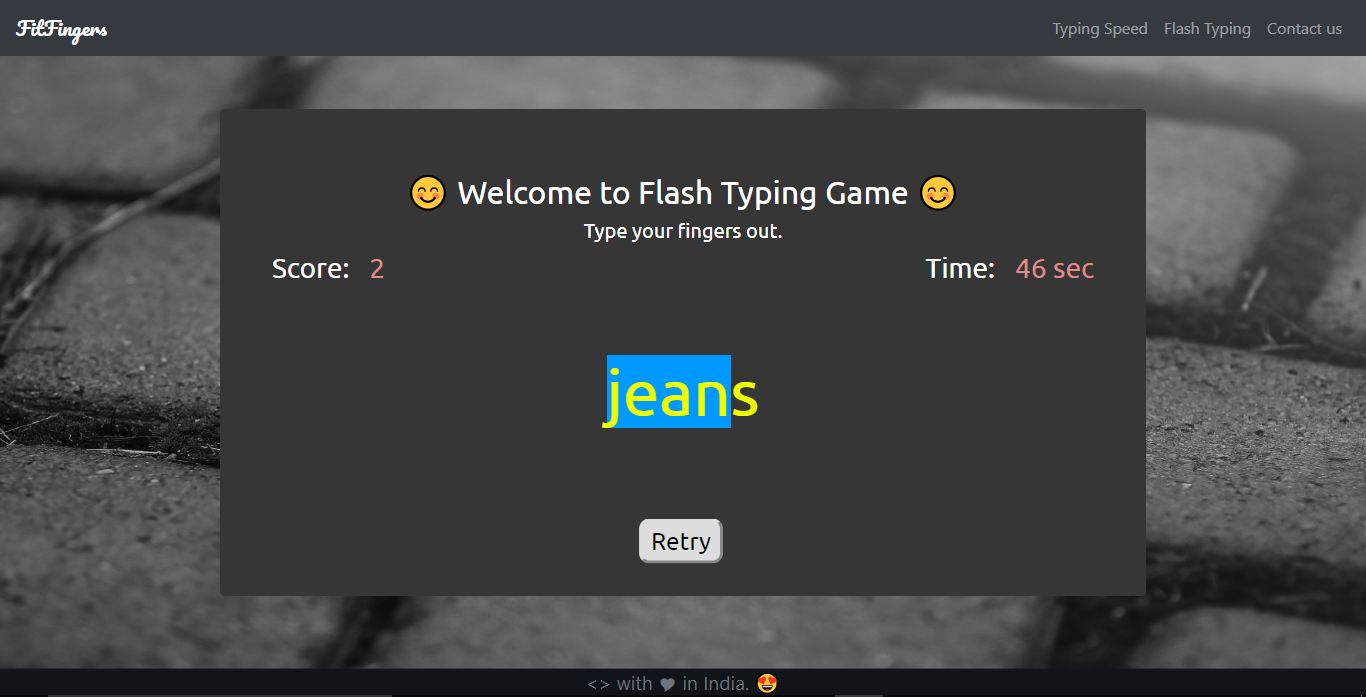 FitFingers
Typing Speed Flash Typing Contact us
😊 Welcome to Flash Typing Game 😊
Type your fingers out.
Score: 2 Time: 46 sec
jeans
Retry
<> with ❤ in India. 😍